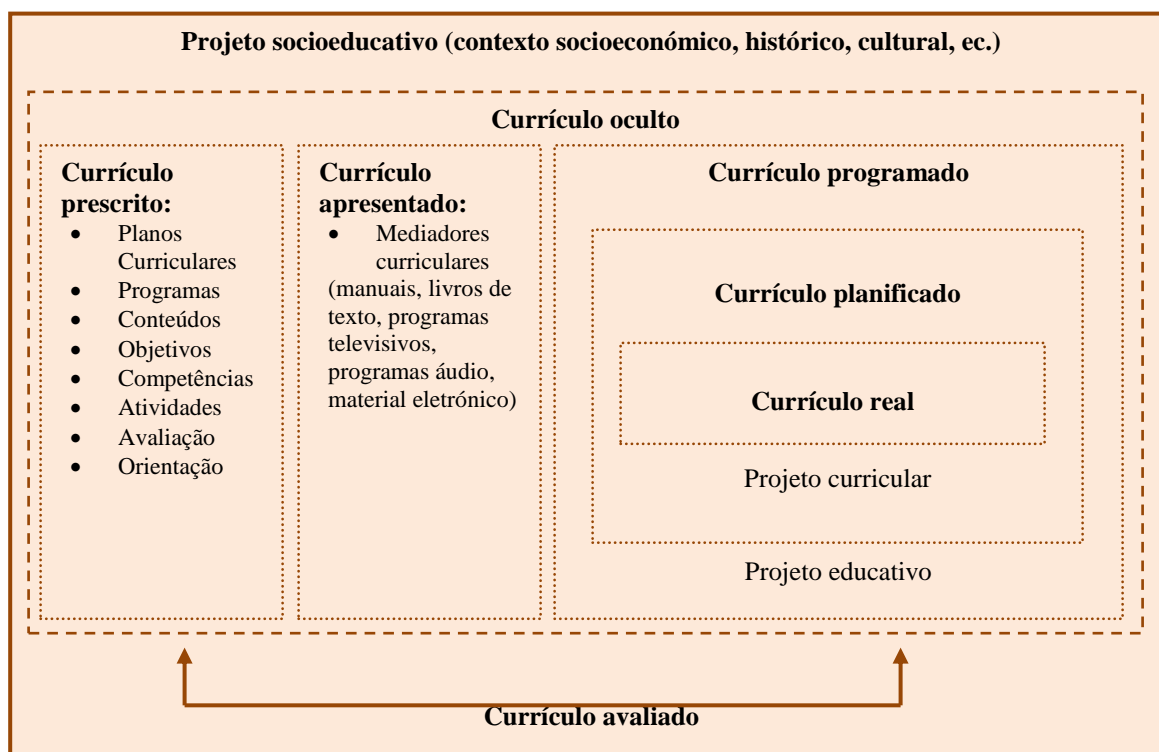 Projeto socioeducativo (contexto socioeconómico, histórico, cultural, ec.)
Currículo oculto
Currículo
prescrito:
• Planos
Curriculares
• Programas
• Conteúdos
• Objetivos
• Competências
• Atividades
• Avaliação
• Orientação
Currículo
apresentado:
• Mediadores
curriculares
(manuais, livros de
texto, programas
televisivos,
programas áudio,
material eletrónico)
Currículo programado
Currículo planificado
Currículo real
Projeto curricular
Projeto educativo
Currículo avaliado